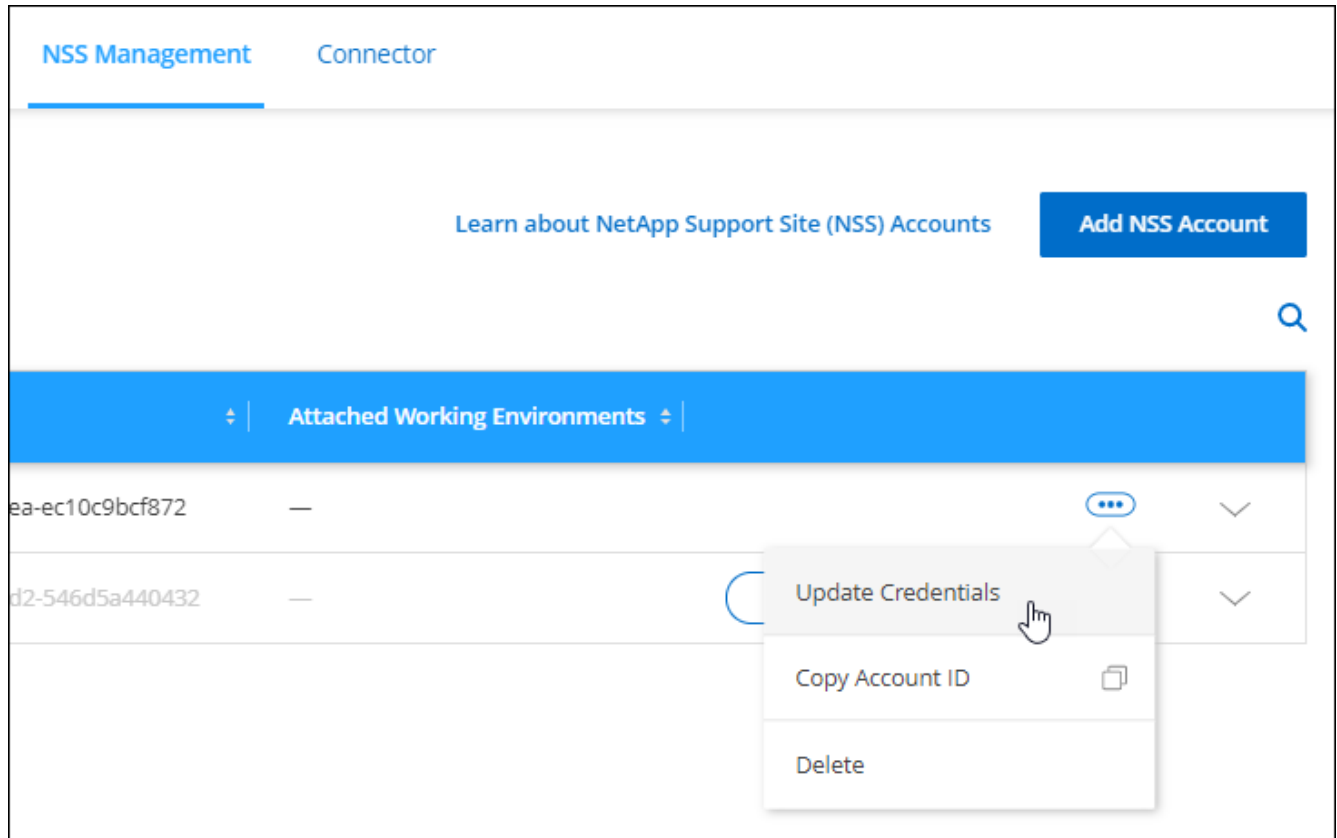 NSS Management Connector
Learn about NetApp Support Site (NSS) Accounts Add NSS Account
Attached Working Environments
ea-ec10c9bcf872 —
d2-546d5a440432 —
Update Credentials
Copy Account ID
Delete